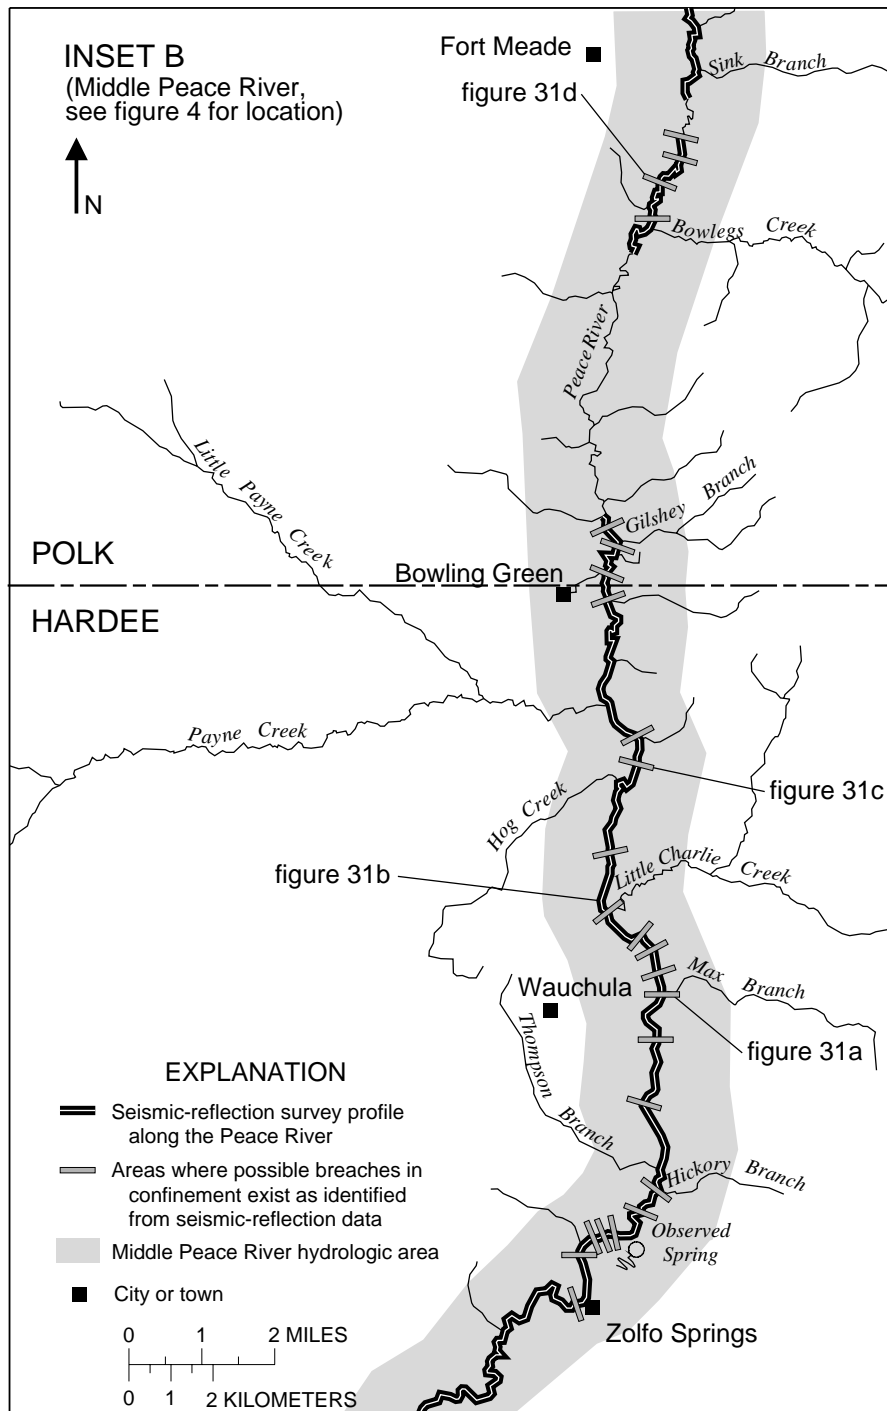 INSET B
(Middle Peace River,
see figure 4 for location)
N
Fort Meade
Sink Branch
figure 31d
Bowlegs Creek
Peace River
Little Payne Creek
Gilshey Branch
POLK
Bowling Green
HARDEE
Payne Creek
figure 31c
Hog Creek
figure 31b
Little Charlie Creek
Max Branch
Wauchula
figure 31a
Thompson Branch
Hickory Branch
Observed
Spring
Zolfo Springs
EXPLANATION
Seismic-reflection survey profile
along the Peace River
Areas where possible breaches in
confinement exist as identified
from seismic-reflection data
Middle Peace River hydrologic area
City or town
0 1 2 MILES
0 1 2 KILOMETERS